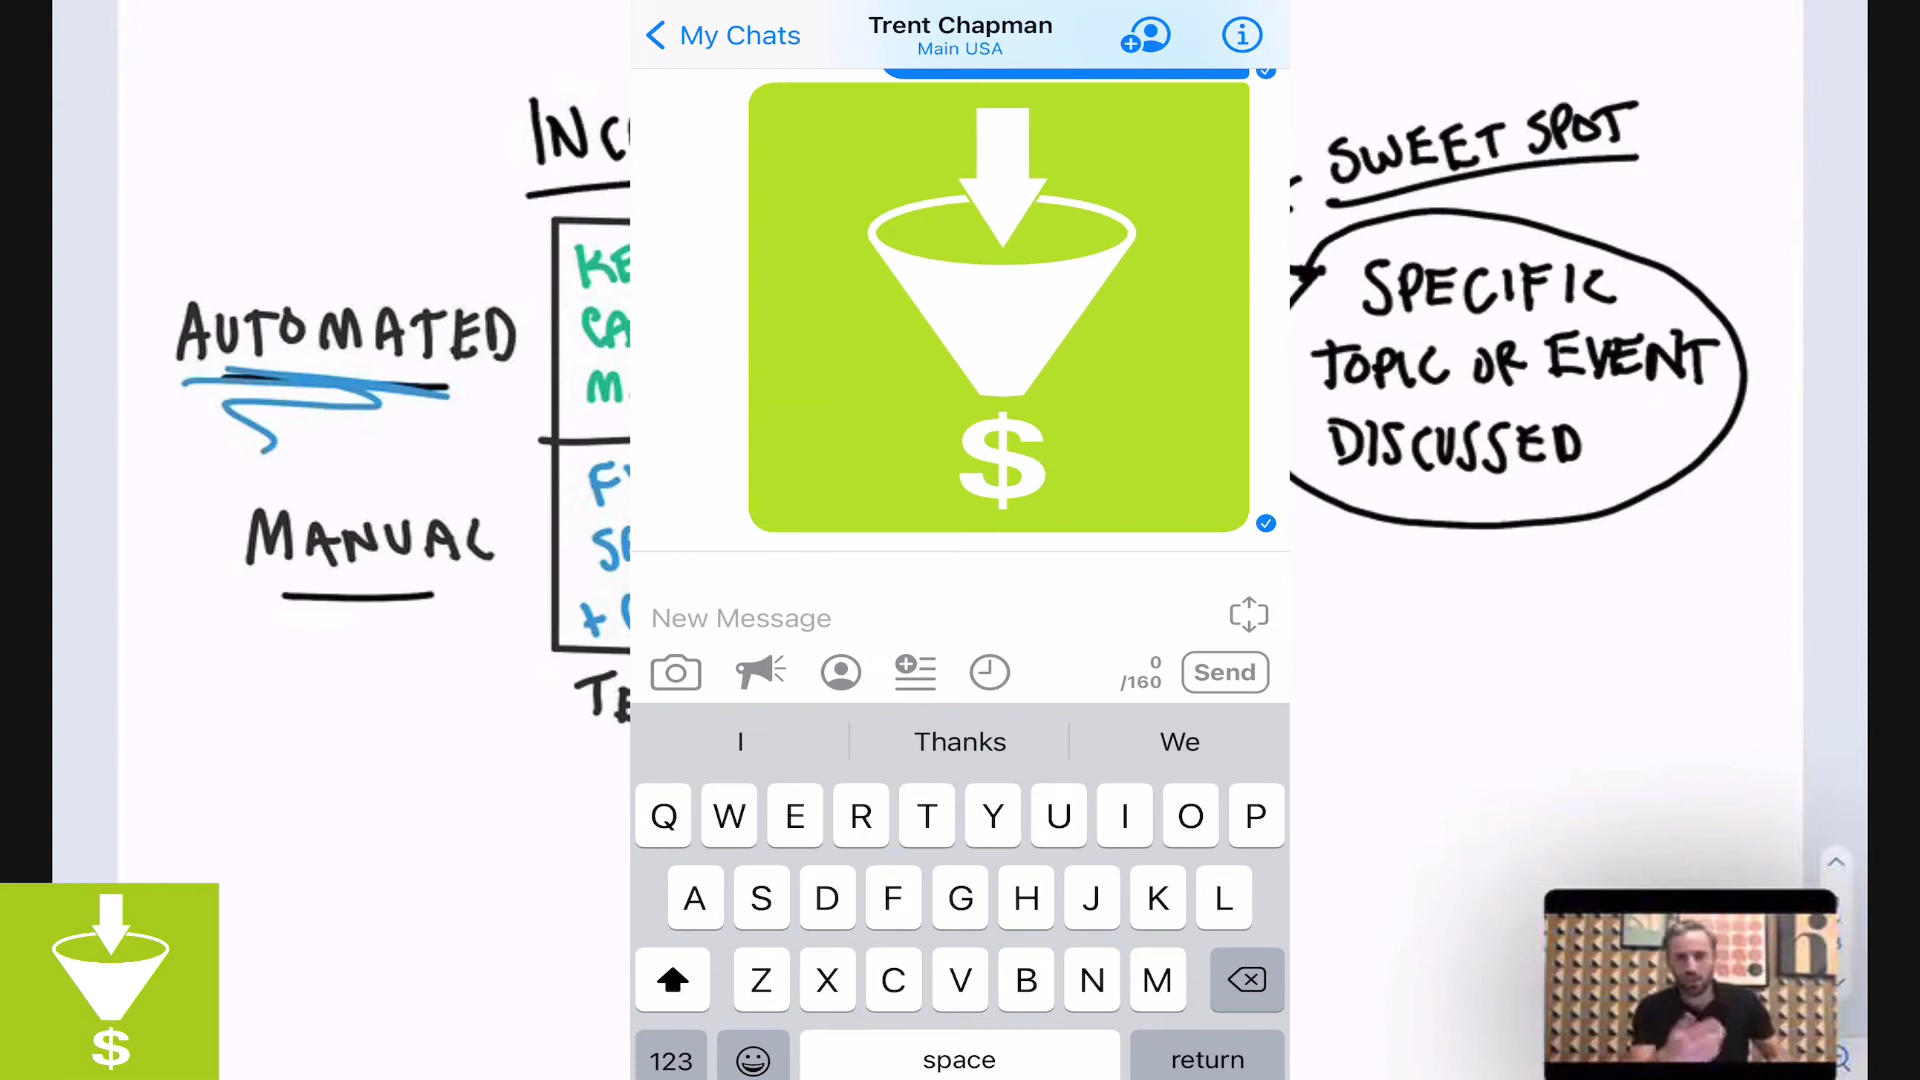 My Chats
Trent Chapman
Main USA
INC
SWEET SPOT
AUTOMATED
MANUAL
SPECIFIC
TOPIC OR EVENT
DISCUSSED
$
New Message
0
/160
Send
I Thanks We
Q W E R T Y U I O P
A S D F G H J K L
Z X C V B N M
123 space return
$